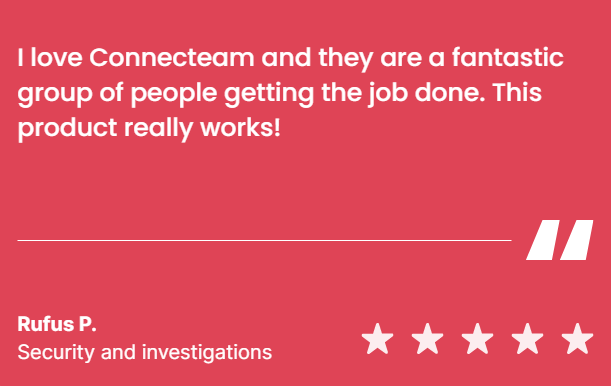 I love Connecteam and they are a fantastic
group of people getting the job done. This
product really works!
Rufus P.
Security and investigations